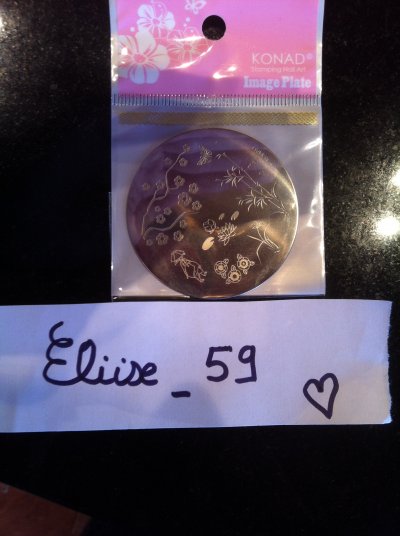 KONAD®
Stamping Nail Art
Image Plate
Eliise_59